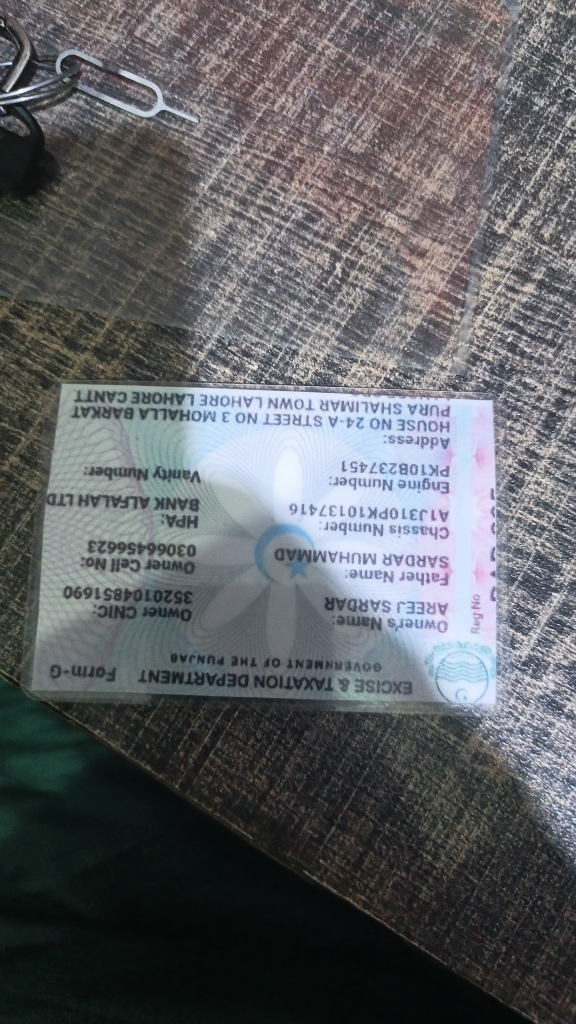 EXCISE & TAXATION DEPARTMENT Form-G
GOVERNMENT OF THE PUNJAB
Reg No
Owner's Name:
AREEJ SARDAR
Owner CNIC:
3520104851690
Father Name:
SARDAR MUHAMMAD
Owner Cell No:
03066456623
Chassis Number:
A1J310PK10137416
HPA:
BANK ALFALAH LTD
Engine Number:
PK10B237451
Vanity Number:
Address:
HOUSE NO 24-A STREET NO 3 MOHALLA BARKAT
PURA SHALIMAR TOWN LAHORE LAHORE CANTT